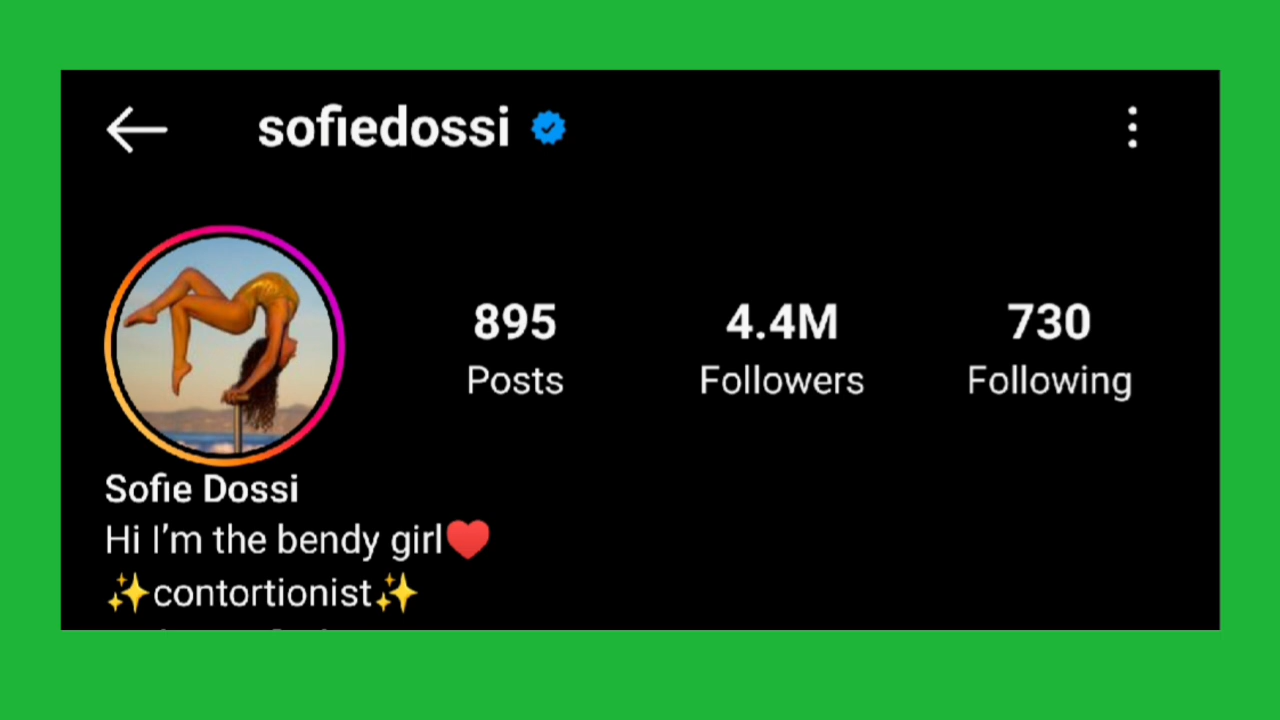 sofiedossi
895 4.4M 730
Posts Followers Following
Sofie Dossi
Hi I'm the bendy girl♥️
✨contortionist✨